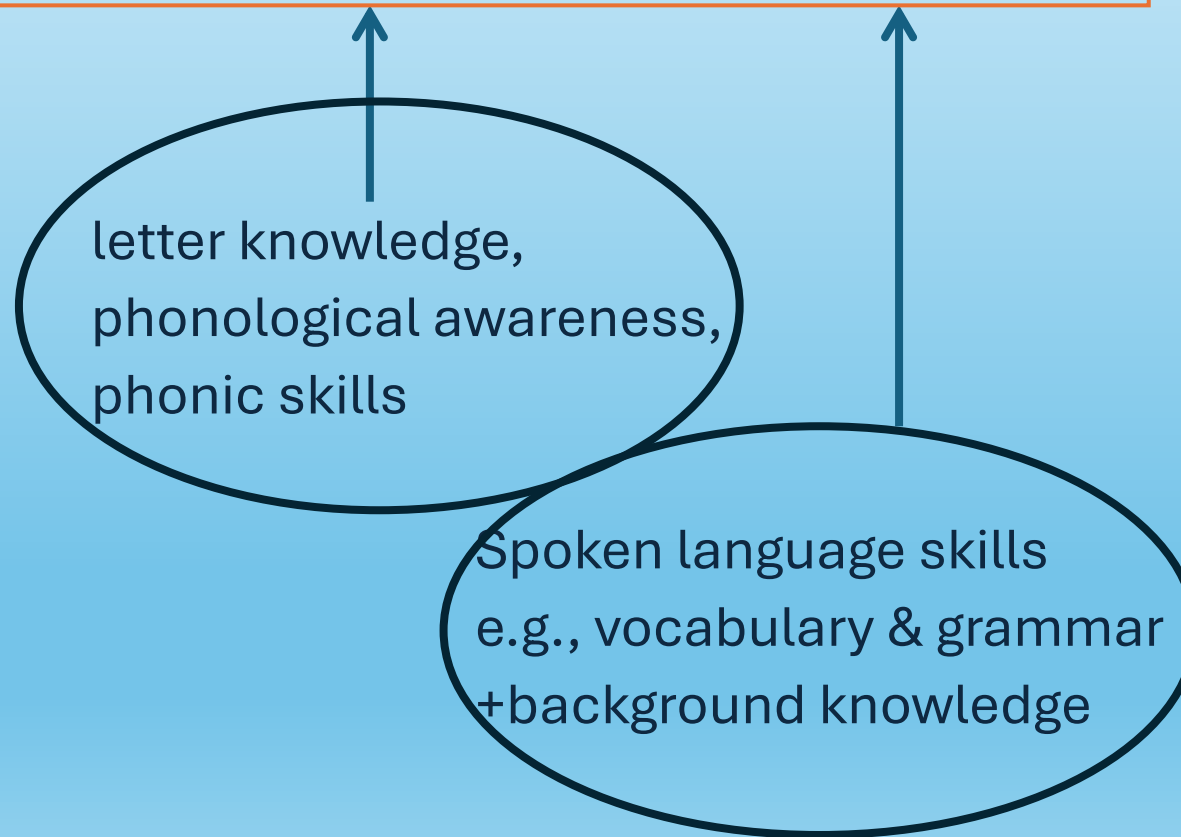 letter knowledge,
phonological awareness,
phonic skills
Spoken language skills
e.g., vocabulary & grammar
+background knowledge